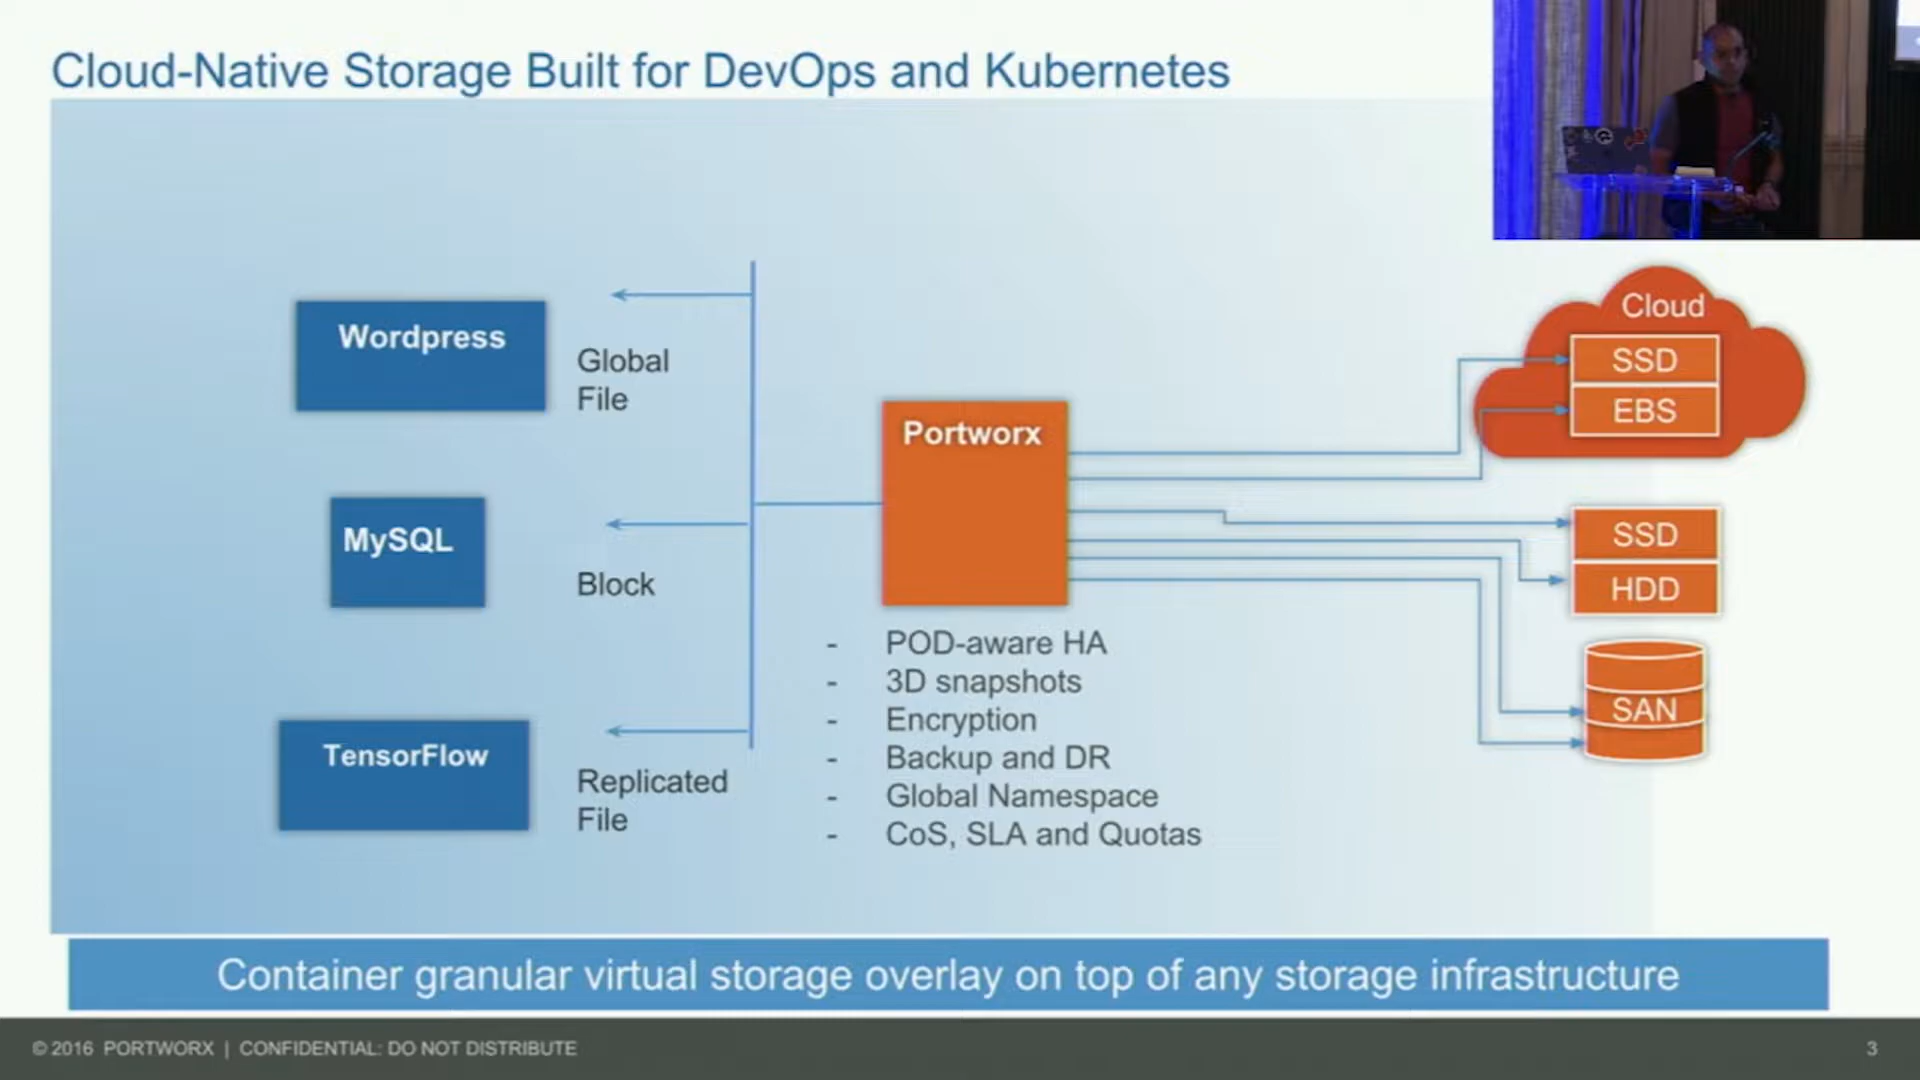 Cloud-Native Storage Built for DevOps and Kubernetes
Wordpress
Global
File
MySQL
Block
TensorFlow
Replicated
File
Portworx
- POD-aware HA
- 3D snapshots
- Encryption
- Backup and DR
- Global Namespace
- CoS, SLA and Quotas
Cloud
SSD
EBS
SSD
HDD
SAN
Container granular virtual storage overlay on top of any storage infrastructure
© 2016 PORTWORX | CONFIDENTIAL: DO NOT DISTRIBUTE
3